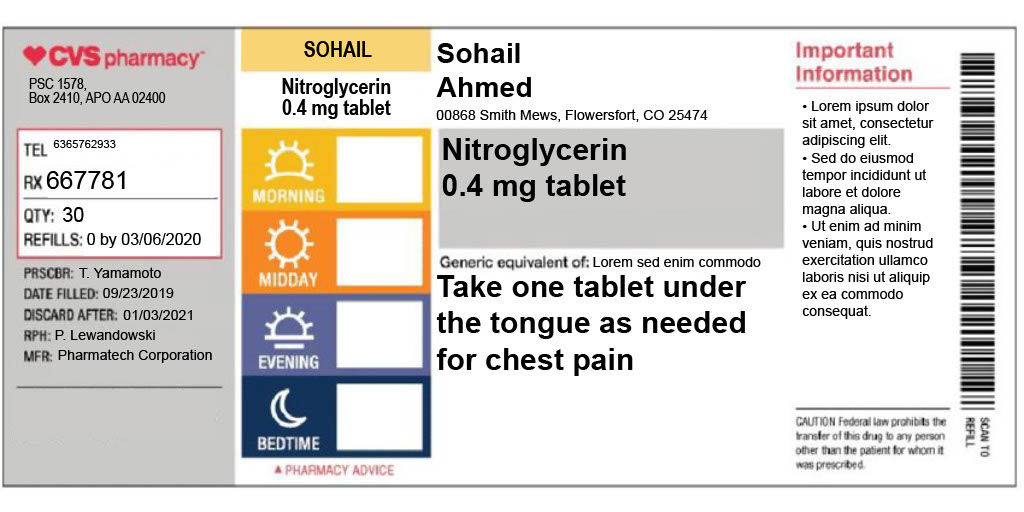 CVS pharmacy™
PSC 1578,
Box 2410, APO AA 02400
TEL 6365762933
RX 667781
QTY: 30
REFILLS: 0 by 03/06/2020
PRSCBR: T. Yamamoto
DATE FILLED: 09/23/2019
DISCARD AFTER: 01/03/2021
RPH: P. Lewandowski
MFR: Pharmatech Corporation
SOHAIL
Nitroglycerin
0.4 mg tablet
MORNING
MIDDAY
EVENING
BEDTIME
▲ PHARMACY ADVICE
Sohail
Ahmed
00868 Smith Mews, Flowersfort, CO 25474
Nitroglycerin
0.4 mg tablet
Generic equivalent of: Lorem sed enim commodo
Take one tablet under
the tongue as needed
for chest pain
Important
Information
• Lorem ipsum dolor
sit amet, consectetur
adipiscing elit.
• Sed do eiusmod
tempor incididunt ut
labore et dolore
magna aliqua.
• Ut enim ad minim
veniam, quis nostrud
exercitation ullamco
laboris nisi ut aliquip
ex ea commodo
consequat.
CAUTION Federal law prohibits the
transfer of this drug to any person
other than the patient for whom it
was prescribed.
SCAN TO
REFILL